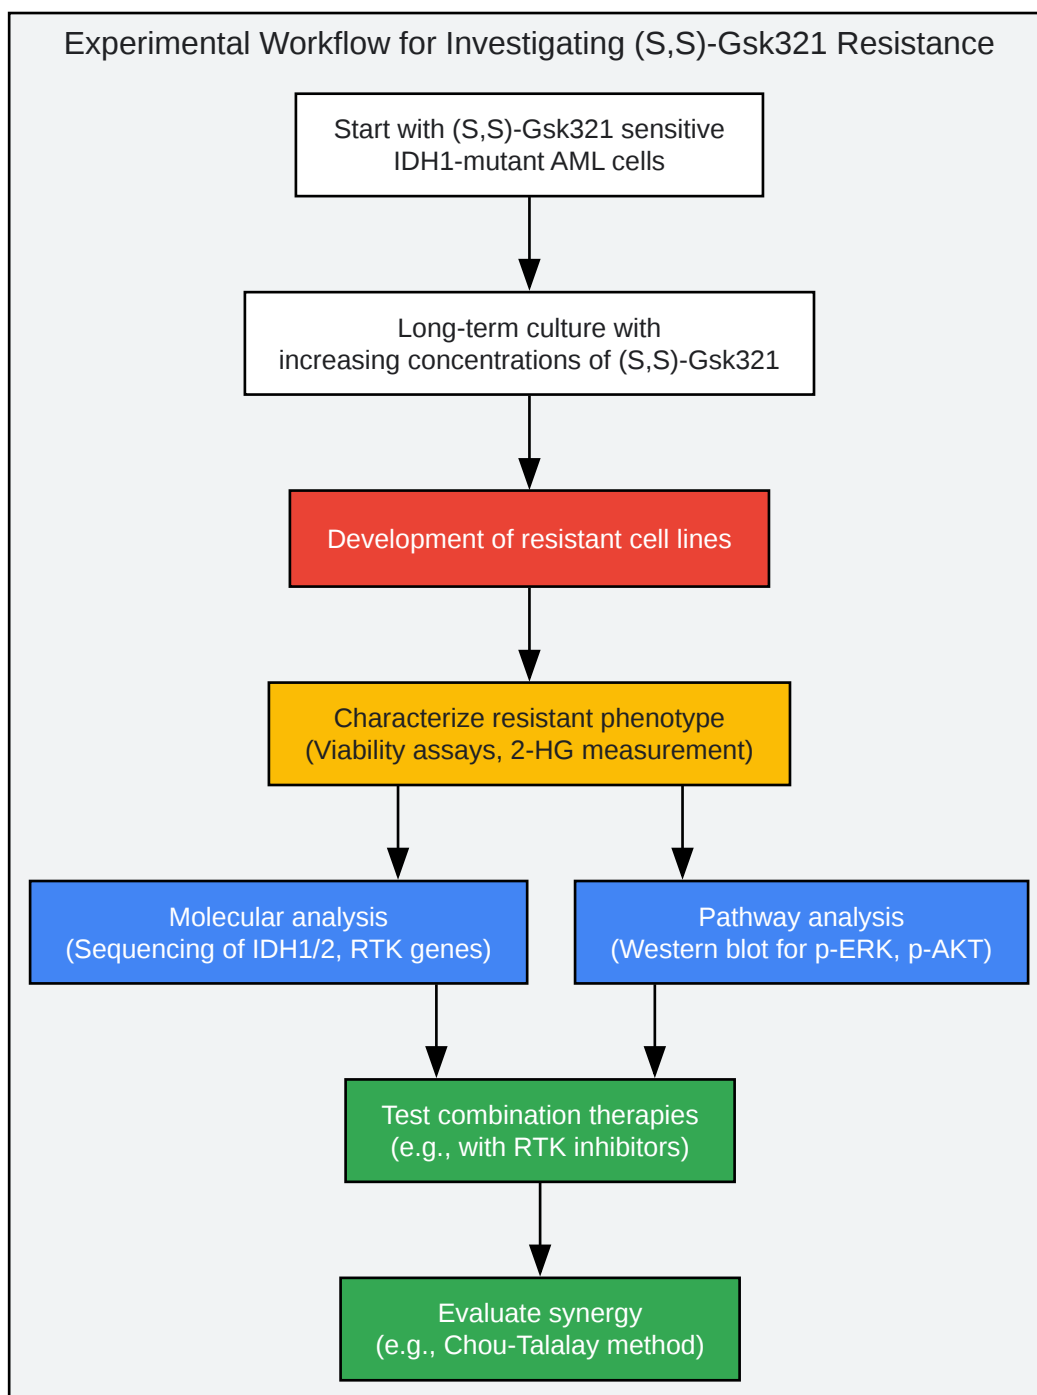 Experimental Workflow for Investigating (S,S)-Gsk321 Resistance
Start with (S,S)-Gsk321 sensitive
IDH1-mutant AML cells
Long-term culture with
increasing concentrations of (S,S)-Gsk321
Development of resistant cell lines
Characterize resistant phenotype
(Viability assays, 2-HG measurement)
Molecular analysis
(Sequencing of IDH1/2, RTK genes)
Pathway analysis
(Western blot for p-ERK, p-AKT)
Test combination therapies
(e.g., with RTK inhibitors)
Evaluate synergy
(e.g., Chou-Talalay method)